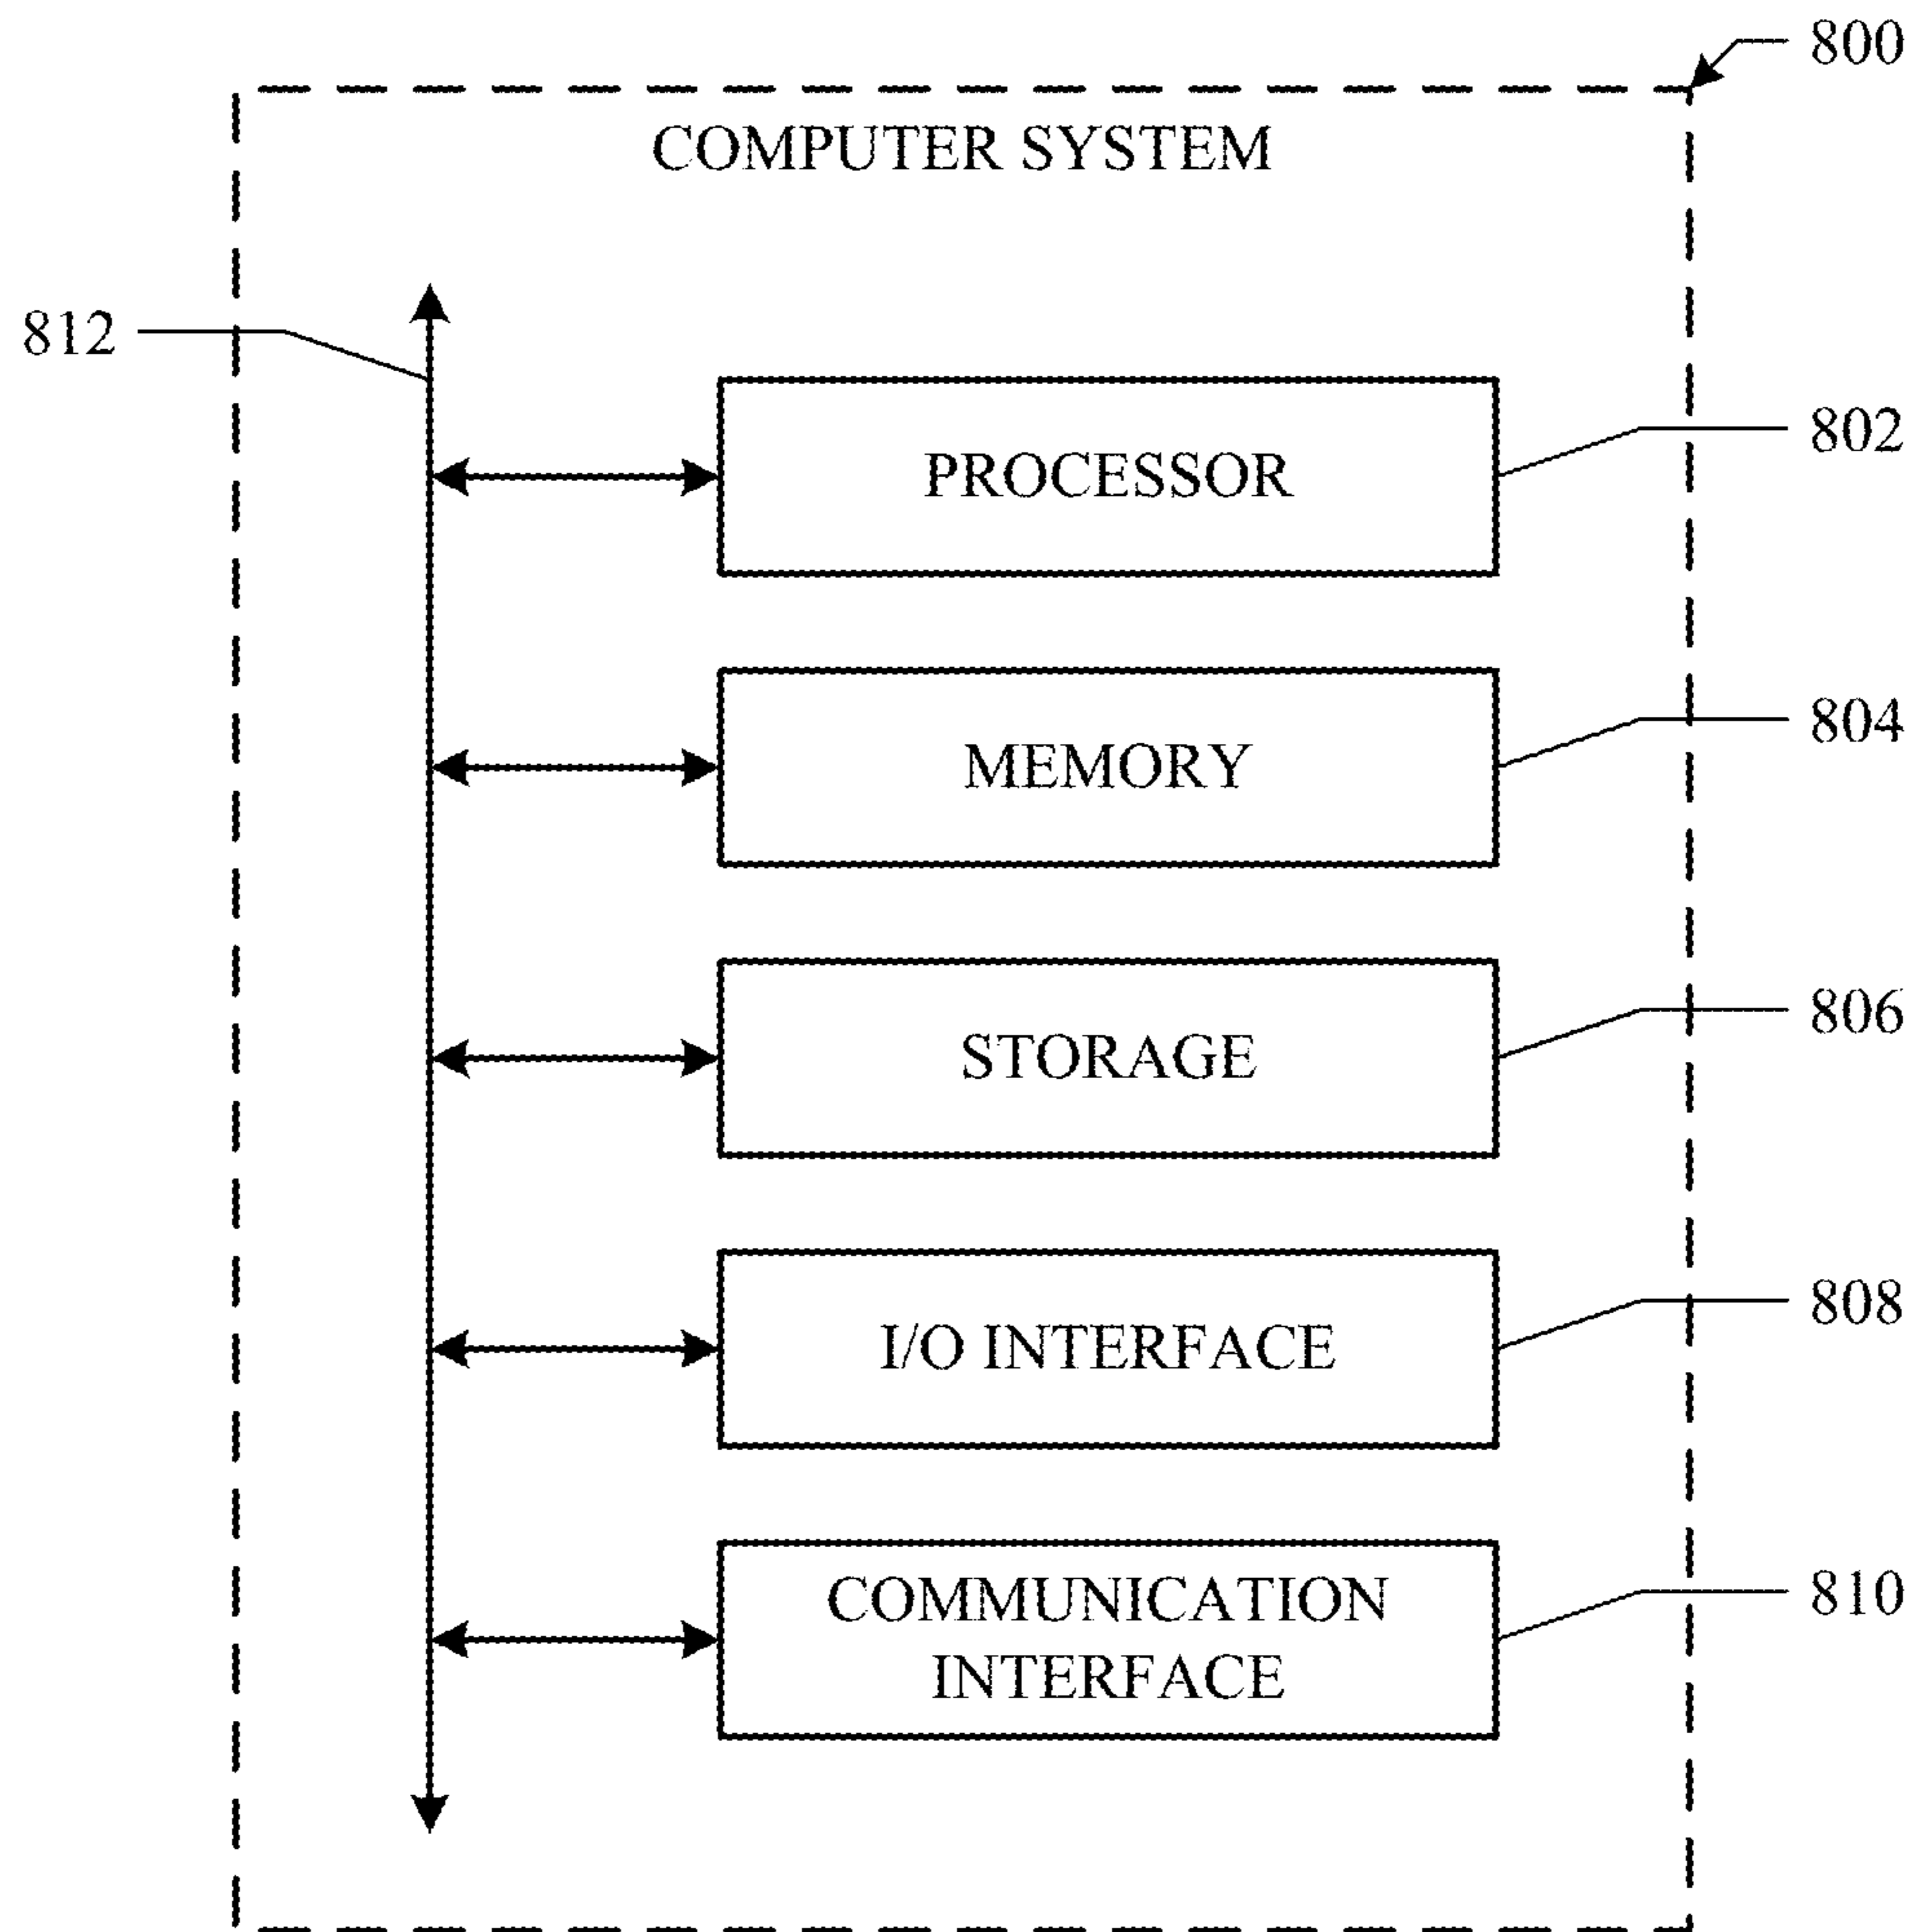 800
COMPUTER SYSTEM
812
PROCESSOR
802
MEMORY
804
STORAGE
806
I/O INTERFACE
808
COMMUNICATION
INTERFACE
810